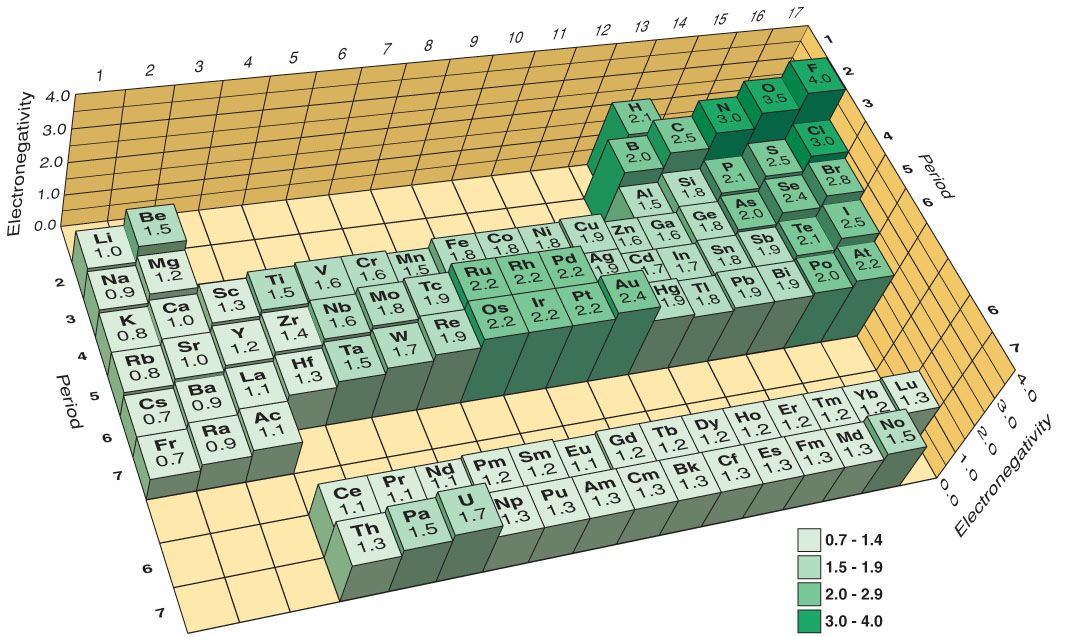 1 2 3 4 5 6 7 8 9 10 11 12 13 14 15 16 17
Electronegativity
4.0
3.0
2.0
1.0
0.0
1
2
3
4
5
6
Period
6
7
4.0
3.0
2.0
1.0
0.0
Electronegativity
Period
2
3
4
5
6
7
6
7
H 2.1
Li 1.0 Be 1.5 B 2.0 C 2.5 N 3.0 O 3.5 F 4.0
Na 0.9 Mg 1.2 Al 1.5 Si 1.8 P 2.1 S 2.5 Cl 3.0
K 0.8 Ca 1.0 Sc 1.3 Ti 1.5 V 1.6 Cr 1.6 Mn 1.5 Fe 1.8 Co 1.8 Ni 1.8 Cu 1.9 Zn 1.6 Ga 1.6 Ge 1.8 As 2.0 Se 2.4 Br 2.8
Rb 0.8 Sr 1.0 Y 1.2 Zr 1.4 Nb 1.6 Mo 1.8 Tc 1.9 Ru 2.2 Rh 2.2 Pd 2.2 Ag 1.9 Cd 1.7 In 1.7 Sn 1.8 Sb 1.9 Te 2.1 I 2.5
Cs 0.7 Ba 0.9 La 1.1 Hf 1.3 Ta 1.5 W 1.7 Re 1.9 Os 2.2 Ir 2.2 Pt 2.2 Au 2.4 Hg 1.9 Tl 1.8 Pb 1.9 Bi 1.9 Po 2.0 At 2.2
Fr 0.7 Ra 0.9 Ac 1.1
Ce 1.1 Pr 1.1 Nd 1.1 Pm 1.2 Sm 1.2 Eu 1.1 Gd 1.2 Tb 1.2 Dy 1.2 Ho 1.2 Er 1.2 Tm 1.2 Yb 1.2 Lu 1.3
Th 1.3 Pa 1.5 U 1.7 Np 1.3 Pu 1.3 Am 1.3 Cm 1.3 Bk 1.3 Cf 1.3 Es 1.3 Fm 1.3 Md 1.3 No 1.5
0.7 - 1.4
1.5 - 1.9
2.0 - 2.9
3.0 - 4.0